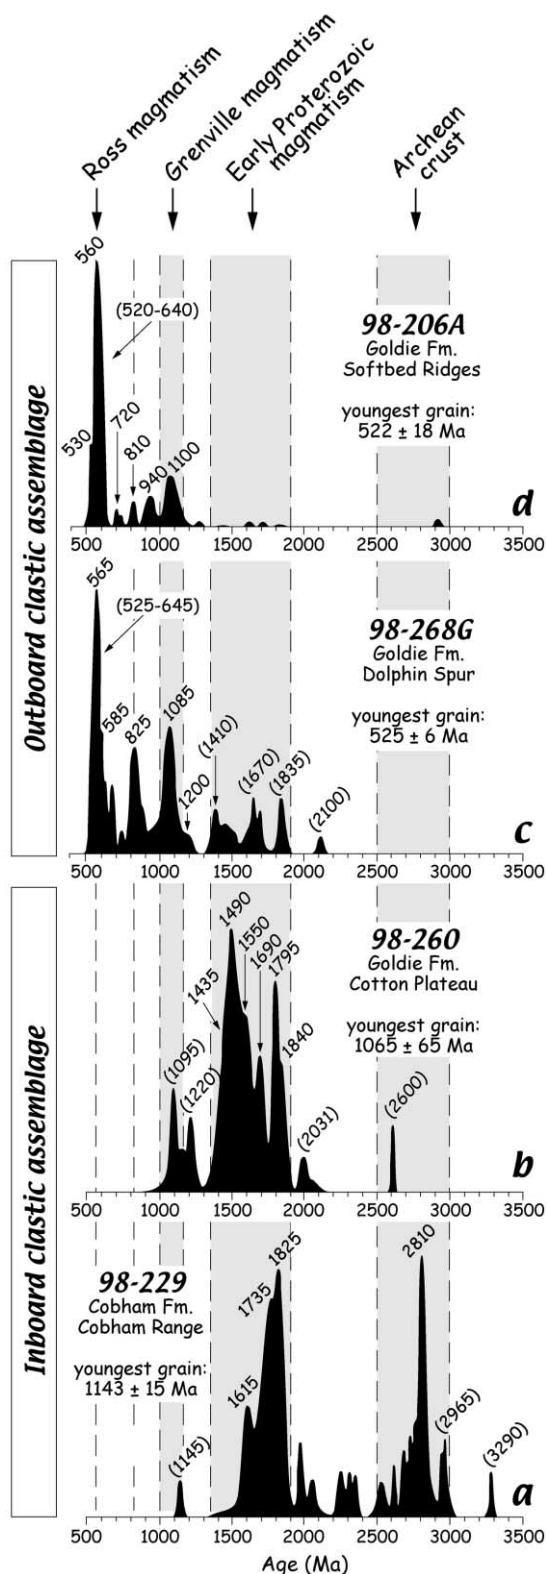 Ross magmatism
Grenville magmatism
Early Proterozoic
magmatism
Archean
crust
Outboard clastic assemblage
560
(520-640)
720
530
810
940
1100
98-206A
Goldie Fm.
Softbed Ridges
youngest grain:
522 ± 18 Ma
d
500 1000 1500 2000 2500 3000 3500
565
(525-645)
585
825
1085
1200
(1410)
(1670)
(1835)
(2100)
98-268G
Goldie Fm.
Dolphin Spur
youngest grain:
525 ± 6 Ma
c
500 1000 1500 2000 2500 3000 3500
Inboard clastic assemblage
(1095)
(1220)
1435
1490
1550
1690
1795
1840
(2031)
(2600)
98-260
Goldie Fm.
Cotton Plateau
youngest grain:
1065 ± 65 Ma
b
500 1000 1500 2000 2500 3000 3500
98-229
Cobham Fm.
Cobham Range
youngest grain:
1143 ± 15 Ma
(1145)
1615
1735
1825
2810
(2965)
(3290)
a
500 1000 1500 2000 2500 3000 3500
Age (Ma)